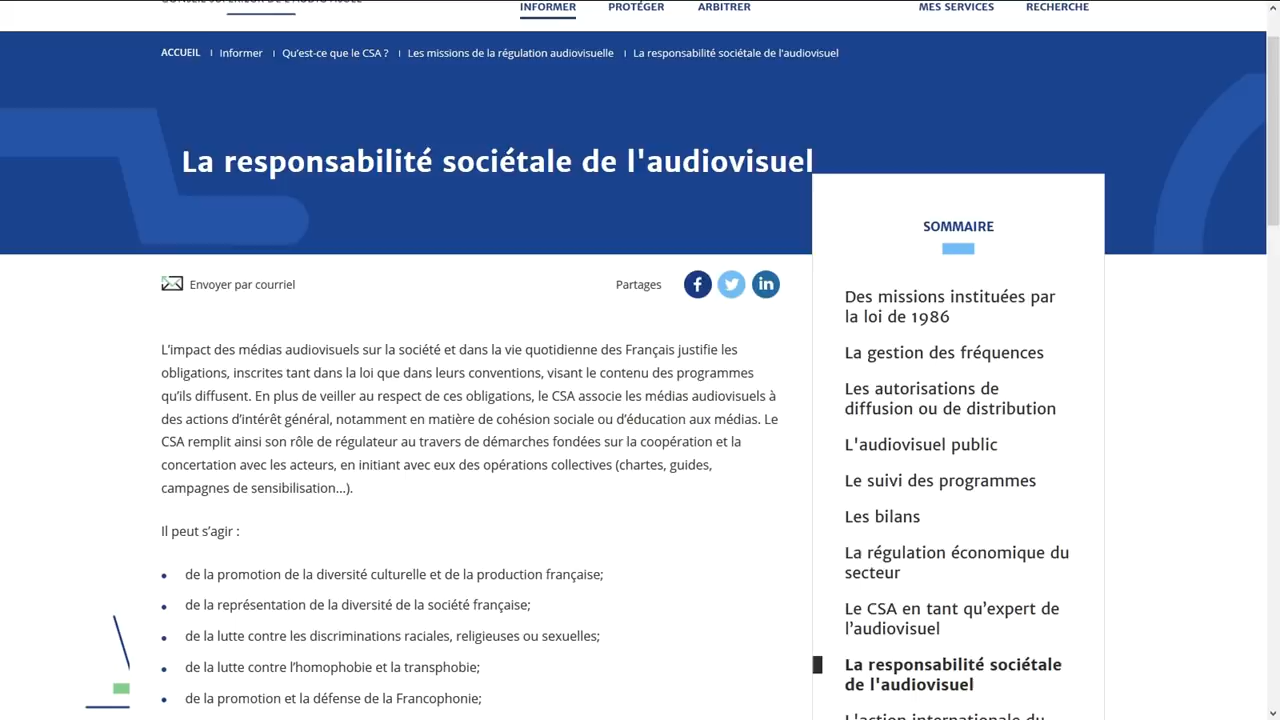 CONSEIL SUPÉRIEUR DE L'AUDIOVISUEL
INFORMER PROTÉGER ARBITRER MES SERVICES RECHERCHE
ACCUEIL Informer Qu'est-ce que le CSA ? Les missions de la régulation audiovisuelle La responsabilité sociétale de l'audiovisuel
La responsabilité sociétale de l'audiovisuel
Envoyer par courriel
Partages
L'impact des médias audiovisuels sur la société et dans la vie quotidienne des Français justifie les
obligations, inscrites tant dans la loi que dans leurs conventions, visant le contenu des programmes
qu'ils diffusent. En plus de veiller au respect de ces obligations, le CSA associe les médias audiovisuels à
des actions d'intérêt général, notamment en matière de cohésion sociale ou d'éducation aux médias. Le
CSA remplit ainsi son rôle de régulateur au travers de démarches fondées sur la coopération et la
concertation avec les acteurs, en initiant avec eux des opérations collectives (chartes, guides,
campagnes de sensibilisation...).
Il peut s'agir :
de la promotion de la diversité culturelle et de la production française;
de la représentation de la diversité de la société française;
de la lutte contre les discriminations raciales, religieuses ou sexuelles;
de la lutte contre l'homophobie et la transphobie;
de la promotion et la défense de la Francophonie;
SOMMAIRE
Des missions instituées par
la loi de 1986
La gestion des fréquences
Les autorisations de
diffusion ou de distribution
L'audiovisuel public
Le suivi des programmes
Les bilans
La régulation économique du
secteur
Le CSA en tant qu'expert de
l'audiovisuel
La responsabilité sociétale
de l'audiovisuel
L'action internationale du